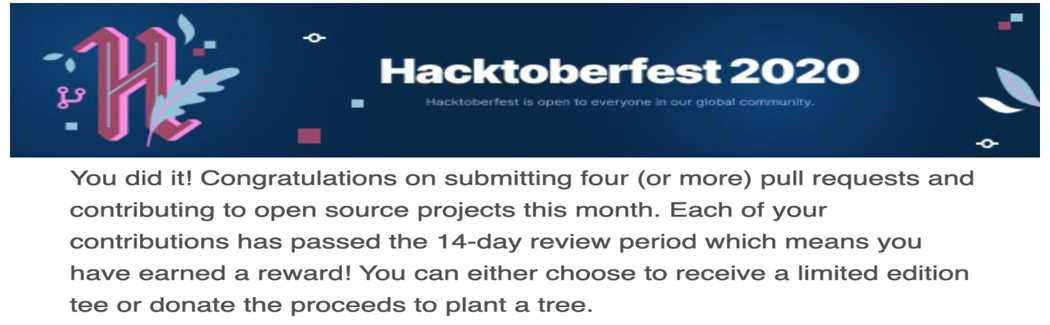 Hacktoberfest 2020
Hacktoberfest is open to everyone in our global community.
You did it! Congratulations on submitting four (or more) pull requests and
contributing to open source projects this month. Each of your
contributions has passed the 14-day review period which means you
have earned a reward! You can either choose to receive a limited edition
tee or donate the proceeds to plant a tree.